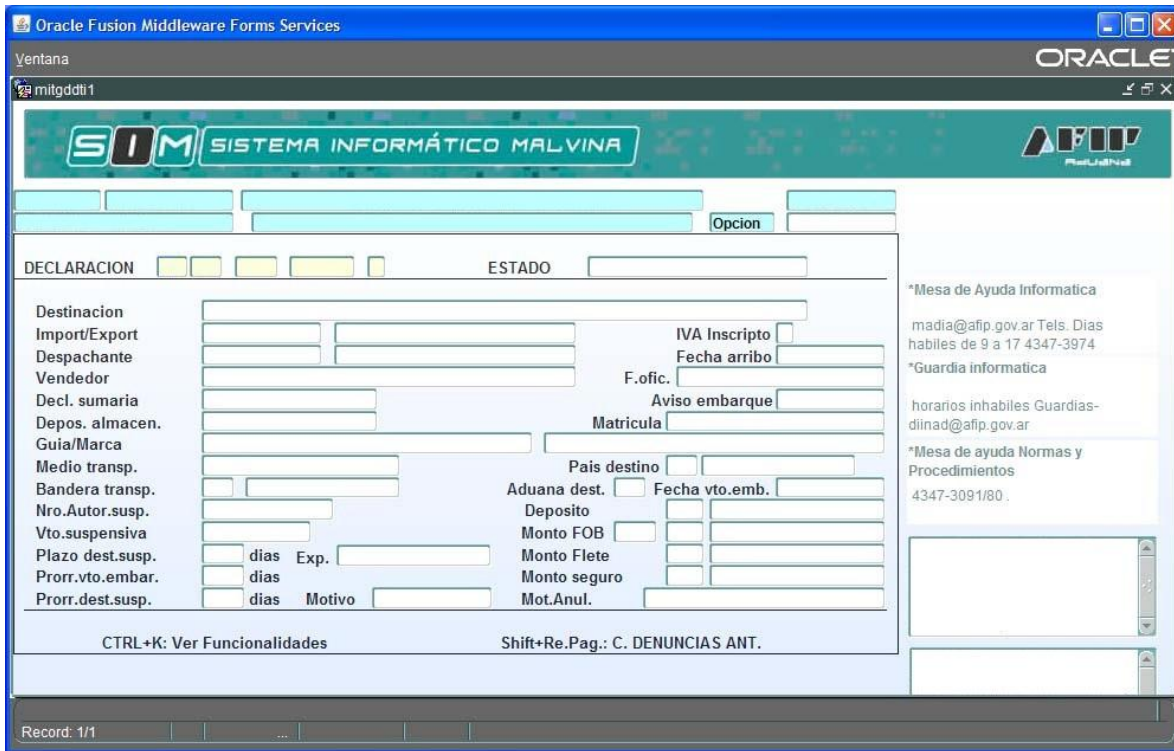 Oracle Fusion Middleware Forms Services
Ventana
ORACLE
mitgddti1
SIM SISTEMA INFORMÁTICO MALVINA
AFIP
ADUANA
Opcion
DECLARACION ESTADO
Destinacion
Import/Export IVA Inscripto
Despachante Fecha arribo
Vendedor F.ofic.
Decl. sumaria Aviso embarque
Depos. almacen. Matricula
Guia/Marca
Medio transp. Pais destino
Bandera transp. Aduana dest. Fecha vto.emb.
Nro.Autor.susp. Deposito
Vto.suspensiva Monto FOB
Plazo dest.susp. dias Exp. Monto Flete
Prorr.vto.embar. dias Monto seguro
Prorr.dest.susp. dias Motivo Mot.Anul.
CTRL+K: Ver Funcionalidades Shift+Re.Pag.: C. DENUNCIAS ANT.
*Mesa de Ayuda Informatica
madia@afip.gov.ar Tels. Dias
habiles de 9 a 17 4347-3974
*Guardia informatica
horarios inhabiles Guardias-
diinad@afip.gov.ar
*Mesa de ayuda Normas y
Procedimientos
4347-3091/80 .
Record: 1/1 ...